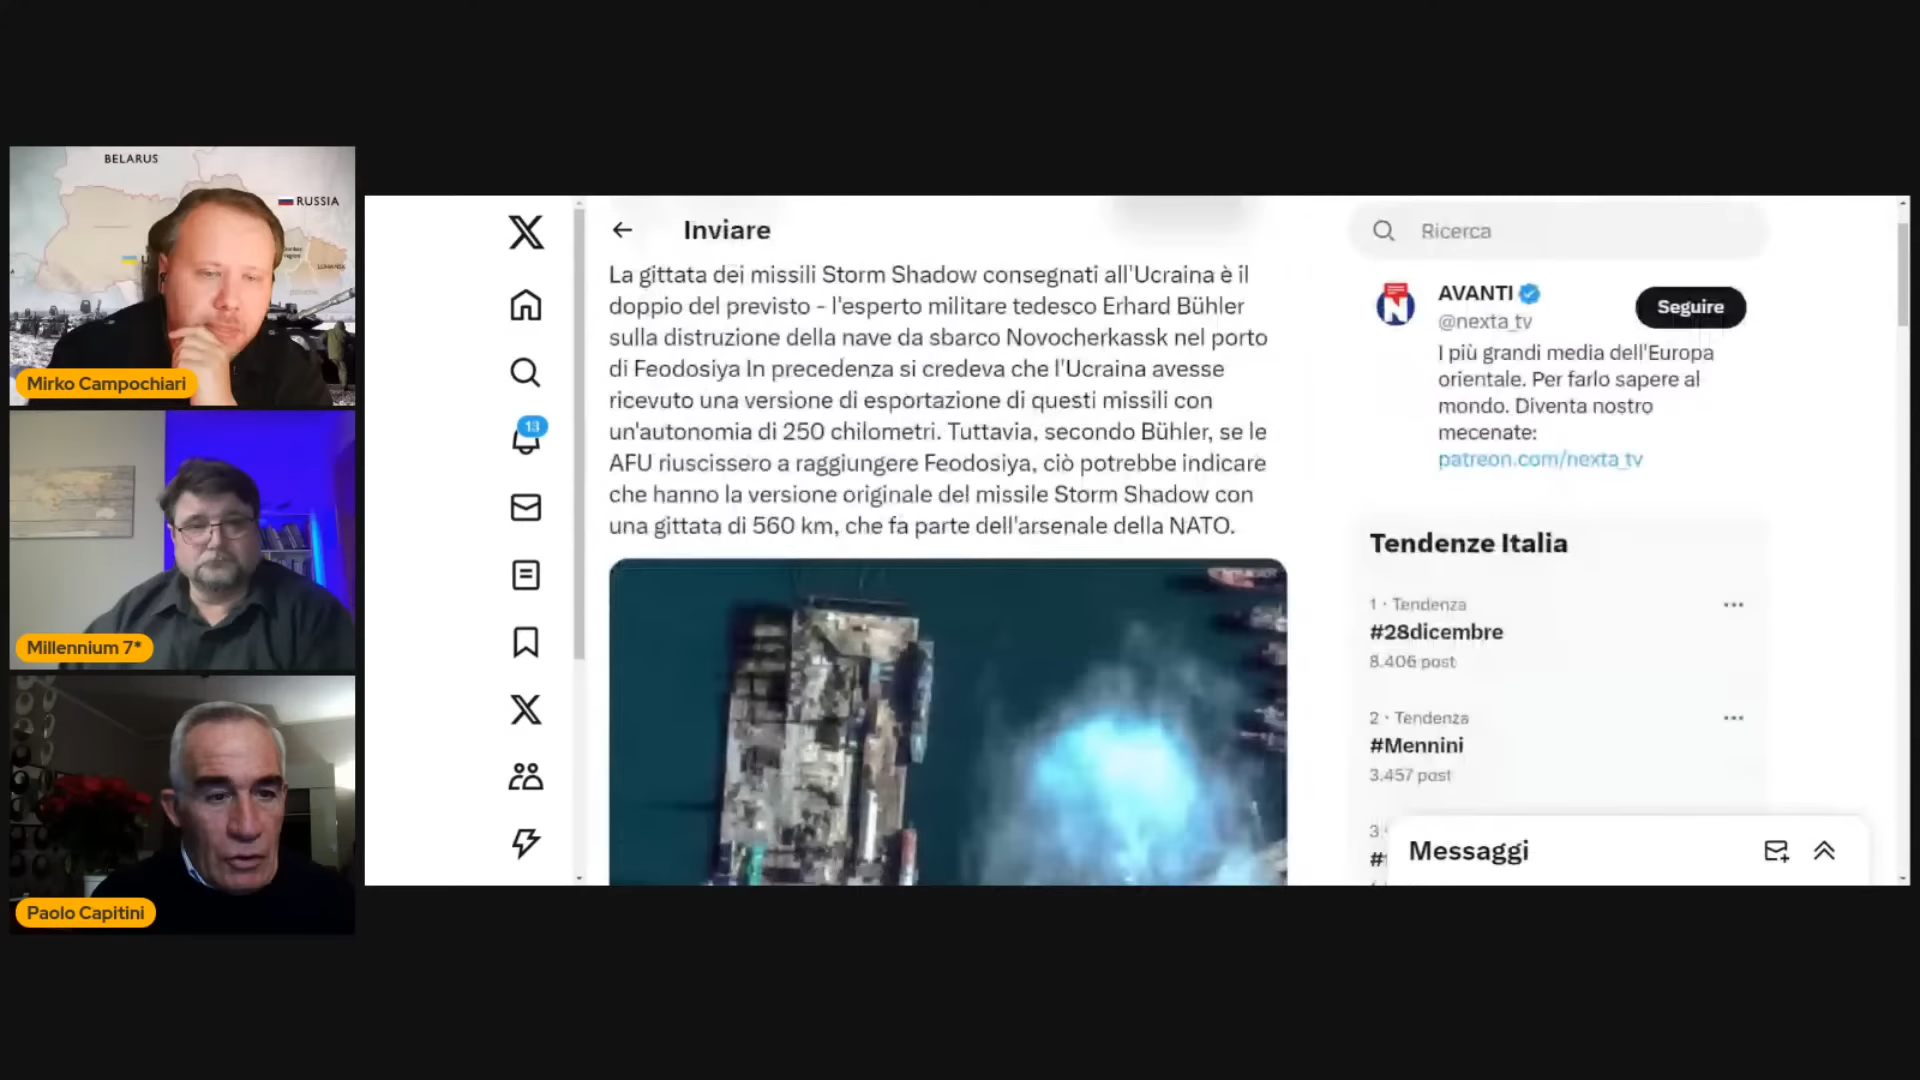 BELARUS
RUSSIA
Mirko Campochiari
Millennium 7*
Paolo Capitini
13
Inviare
La gittata dei missili Storm Shadow consegnati all'Ucraina è il
doppio del previsto - l'esperto militare tedesco Erhard Bühler
sulla distruzione della nave da sbarco Novocherkassk nel porto
di Feodosiya In precedenza si credeva che l'Ucraina avesse
ricevuto una versione di esportazione di questi missili con
un'autonomia di 250 chilometri. Tuttavia, secondo Bühler, se le
AFU riuscissero a raggiungere Feodosiya, ciò potrebbe indicare
che hanno la versione originale del missile Storm Shadow con
una gittata di 560 km, che fa parte dell'arsenale della NATO.
Ricerca
AVANTI
@nexta_tv
Seguire
I più grandi media dell'Europa
orientale. Per farlo sapere al
mondo. Diventa nostro
mecenate:
patreon.com/nexta_tv
Tendenze Italia
1 · Tendenza
#28dicembre
8.406 post
2 · Tendenza
#Mennini
3.457 post
3
Messaggi